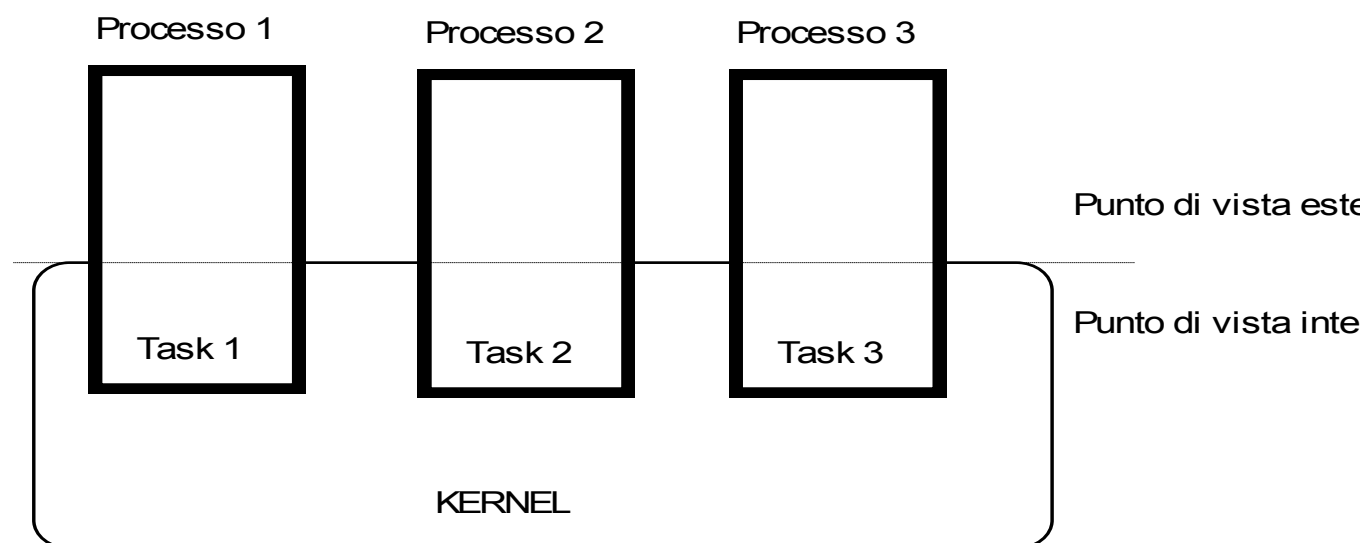 Processo 1
Processo 2
Processo 3
Punto di vista este
Punto di vista inte
Task 1
Task 2
Task 3
KERNEL